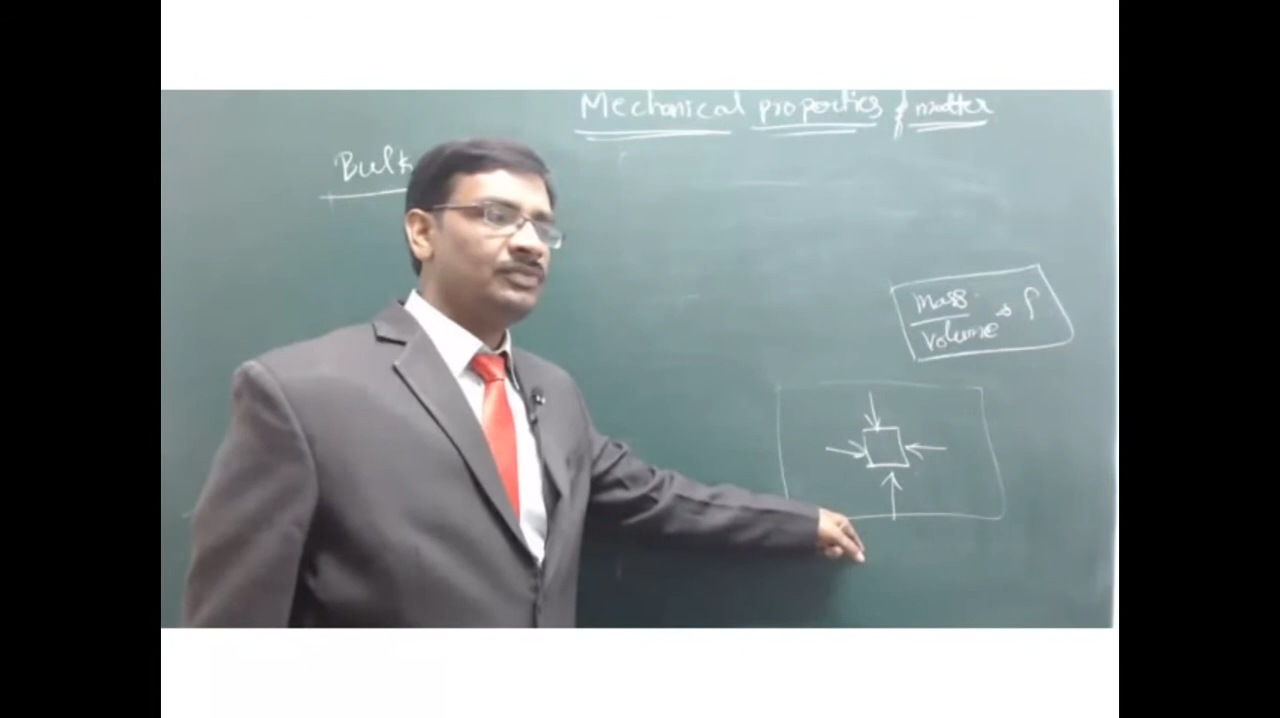 Mechanical properties of matter
Bulk
mass
volume → ρ